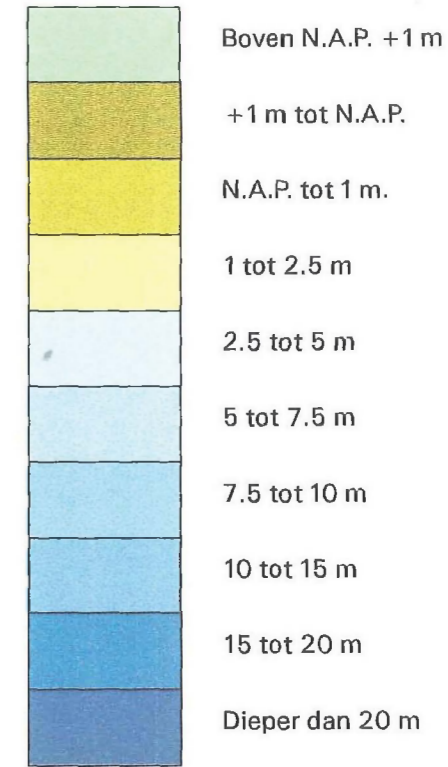 Boven N.A.P. +1 m
+1 m tot N.A.P.
N.A.P. tot 1 m.
1 tot 2.5 m
2.5 tot 5 m
5 tot 7.5 m
7.5 tot 10 m
10 tot 15 m
15 tot 20 m
Dieper dan 20 m